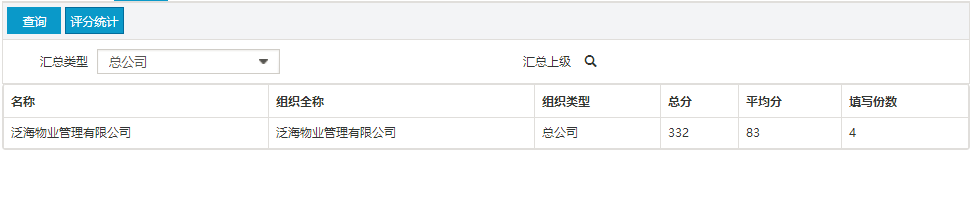 查询 评分统计
汇总类型 总公司 汇总上级
名称 组织全称 组织类型 总分 平均分 填写份数
泛海物业管理有限公司 泛海物业管理有限公司 总公司 332 83 4